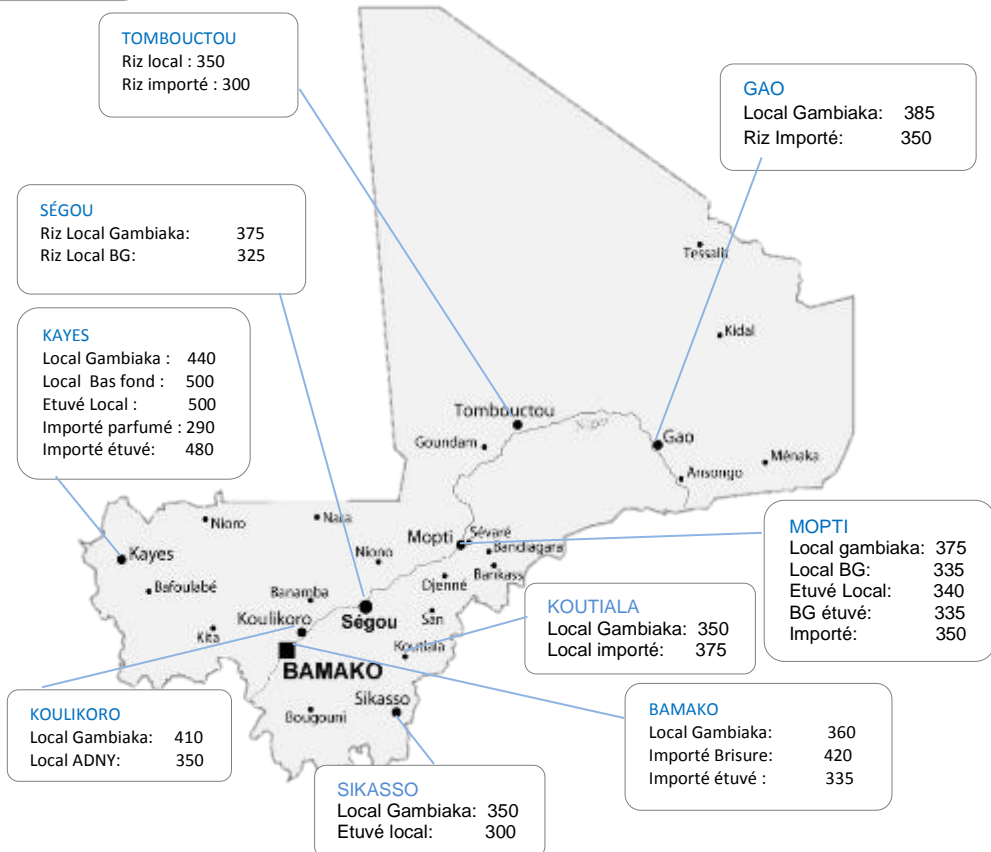 TOMBOUCTOU
Riz local : 350
Riz importé : 300
GAO
Local Gambiaka: 385
Riz Importé: 350
SÉGOU
Riz Local Gambiaka: 375
Riz Local BG: 325
KAYES
Local Gambiaka : 440
Local Bas fond : 500
Etuvé Local : 500
Importé parfumé : 290
Importé étuvé: 480
Tessalit
Kidal
Tombouctou
Niger
Goundam
Gao
Ansongo
Ménaka
Nioro
Nara
Mopti
Sévaré
Bandiagara
Kayes
Niono
Djenné
Bankass
Bafoulabé
Banamba
Ségou
San
Koulikoro
Kita
Koutiala
BAMAKO
Sikasso
Bougouni
MOPTI
Local gambiaka: 375
Local BG: 335
Etuvé Local: 340
BG étuvé: 335
Importé: 350
KOUTIALA
Local Gambiaka: 350
Local importé: 375
KOULIKORO
Local Gambiaka: 410
Local ADNY: 350
BAMAKO
Local Gambiaka: 360
Importé Brisure: 420
Importé étuvé : 335
SIKASSO
Local Gambiaka: 350
Etuvé local: 300